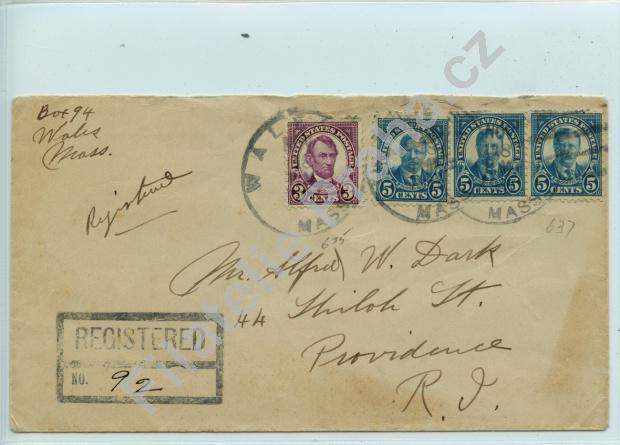 Box 94
Wales
Mass.
Registered
WALES
MASS.
UNITED STATES POSTAGE
3 CENTS 3
UNITED STATES POSTAGE
5 CENTS 5
MASS
UNITED STATES POSTAGE
5 CENTS 5
MASS
UNITED STATES POSTAGE
5 CENTS 5
635
637
Mr. Alfred W. Dark
44 Shiloh St.
Providence
R. I.
REGISTERED
NO. 92